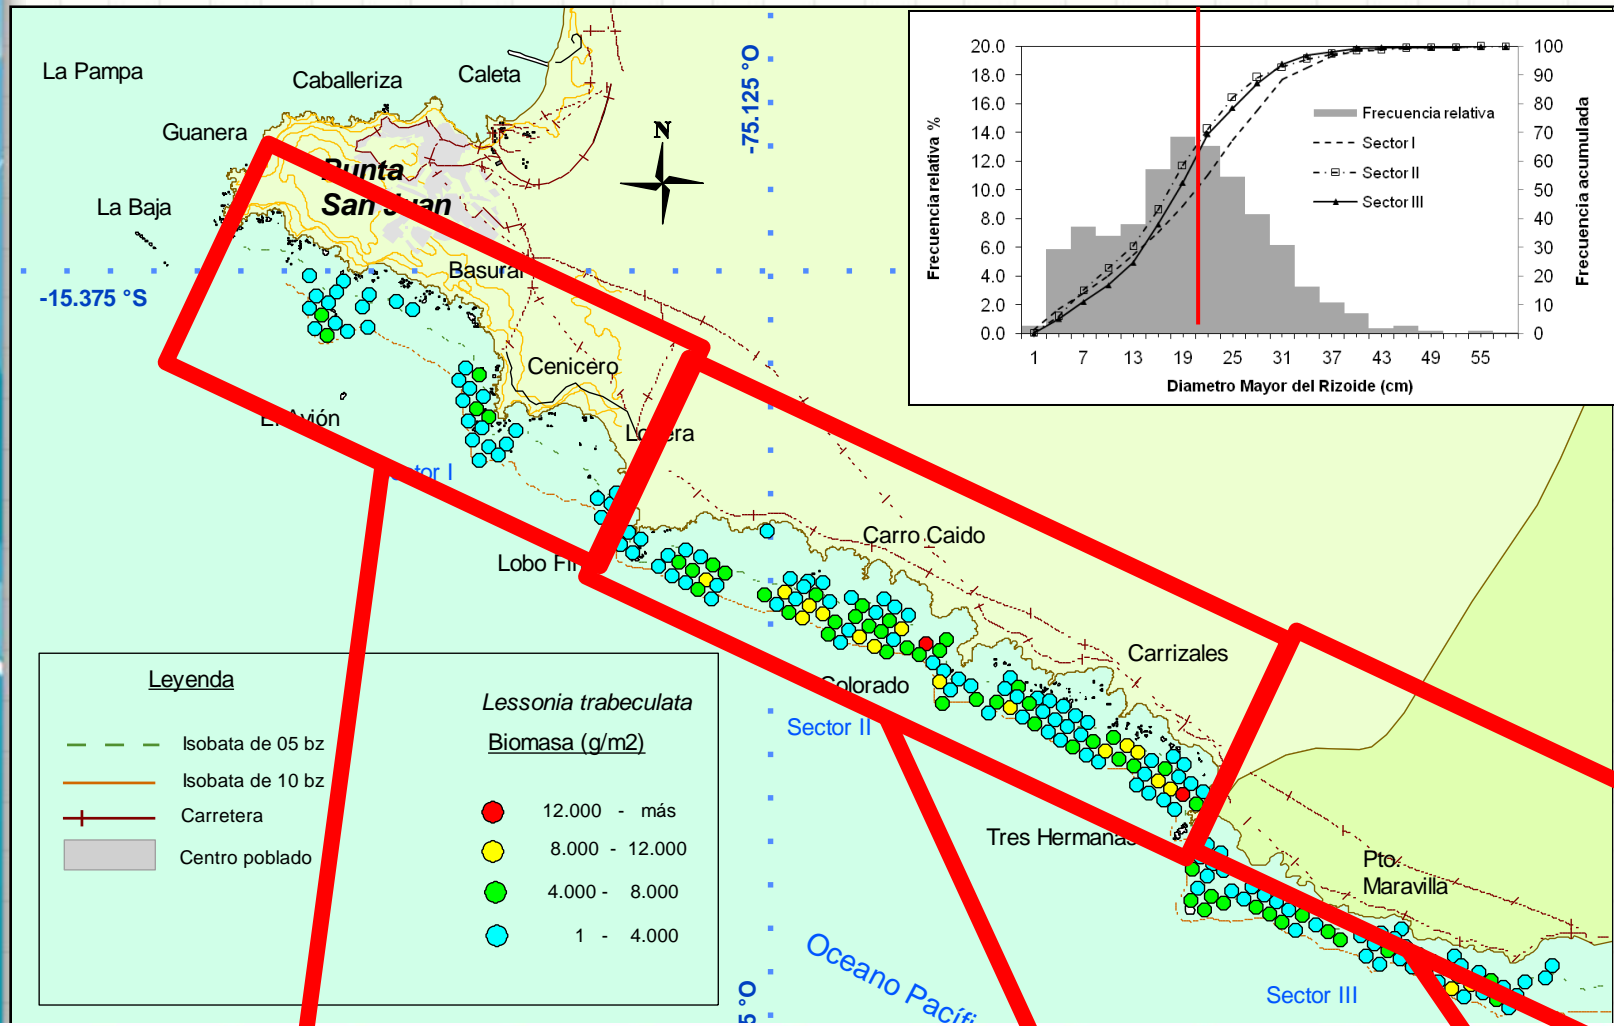 La Pampa
Caballeriza
Caleta
Guanera
Punta
San Juan
La Baja
-75.125 °O
N
-15.375 °S
Basural
Cenicero
El Avión
Lobera
Sector I
Lobo Fi
Carro Caido
Colorado
Carrizales
Sector II
Tres Hermanas
Pto.
Maravilla
Sector III
Oceano Pacífi
5 °O
Leyenda
Isobata de 05 bz
Isobata de 10 bz
Carretera
Centro poblado
Lessonia trabeculata
Biomasa (g/m2)
12.000 - más
8.000 - 12.000
4.000 - 8.000
1 - 4.000
Frecuencia relativa %
20.0
18.0
16.0
14.0
12.0
10.0
8.0
6.0
4.0
2.0
0.0
100
90
80
70
60
50
40
30
20
10
0
Frecuencia acumulada
Frecuencia relativa
Sector I
Sector II
Sector III
1 7 13 19 25 31 37 43 49 55
Diametro Mayor del Rizoide (cm)